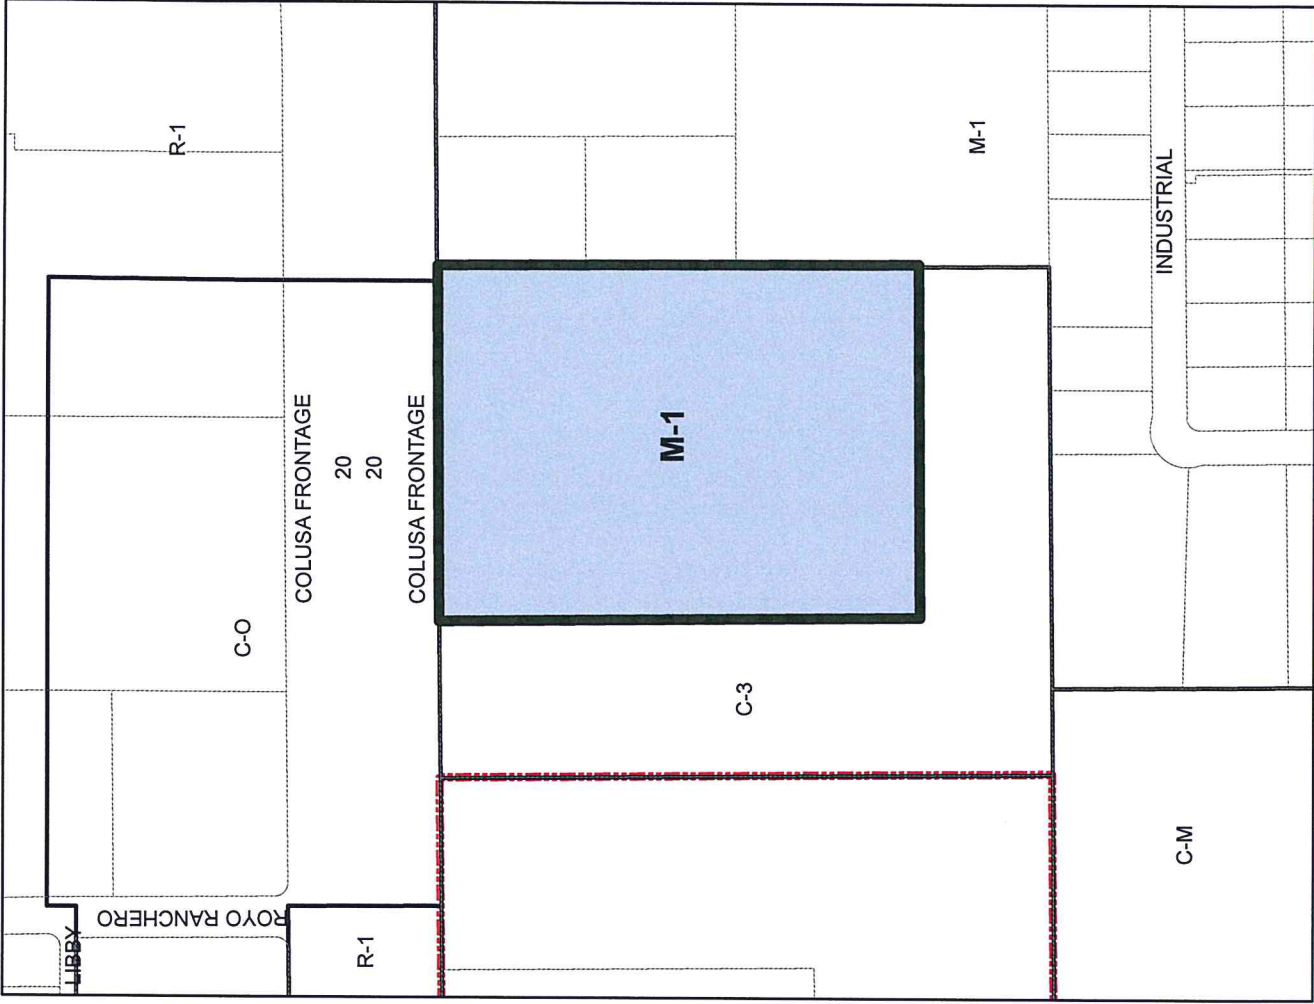 R-1
M-1
INDUSTRIAL
COLUSA FRONTAGE
20
20
COLUSA FRONTAGE
M-1
C-O
C-3
C-M
ROYO RANCHERO
LIBBY
R-1